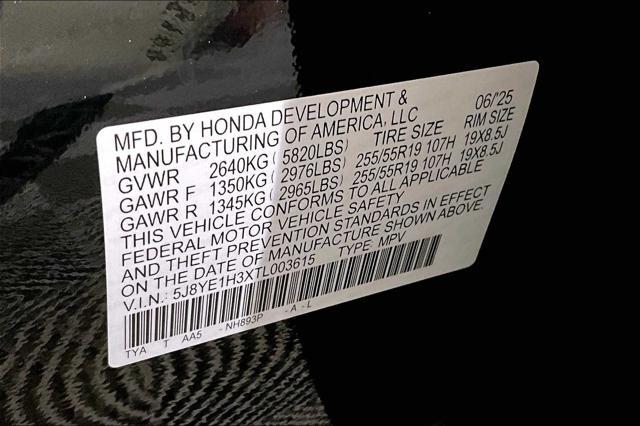 MFD. BY HONDA DEVELOPMENT & 06/'25
MANUFACTURING OF AMERICA, LLC TIRE SIZE RIM SIZE
GVWR 2640KG (5820LBS)
GAWR F 1350KG (2976LBS) 255/55R19 107H 19X8.5J
GAWR R 1345KG (2965LBS) 255/55R19 107H 19X8.5J
THIS VEHICLE CONFORMS TO ALL APPLICABLE
FEDERAL MOTOR VEHICLE SAFETY
AND THEFT PREVENTION STANDARDS IN EFFECT
ON THE DATE OF MANUFACTURE SHOWN ABOVE.
V.I.N.: 5J8YE1H3XTL003615 TYPE: MPV
TYA T AA5 - NH893P - A - L